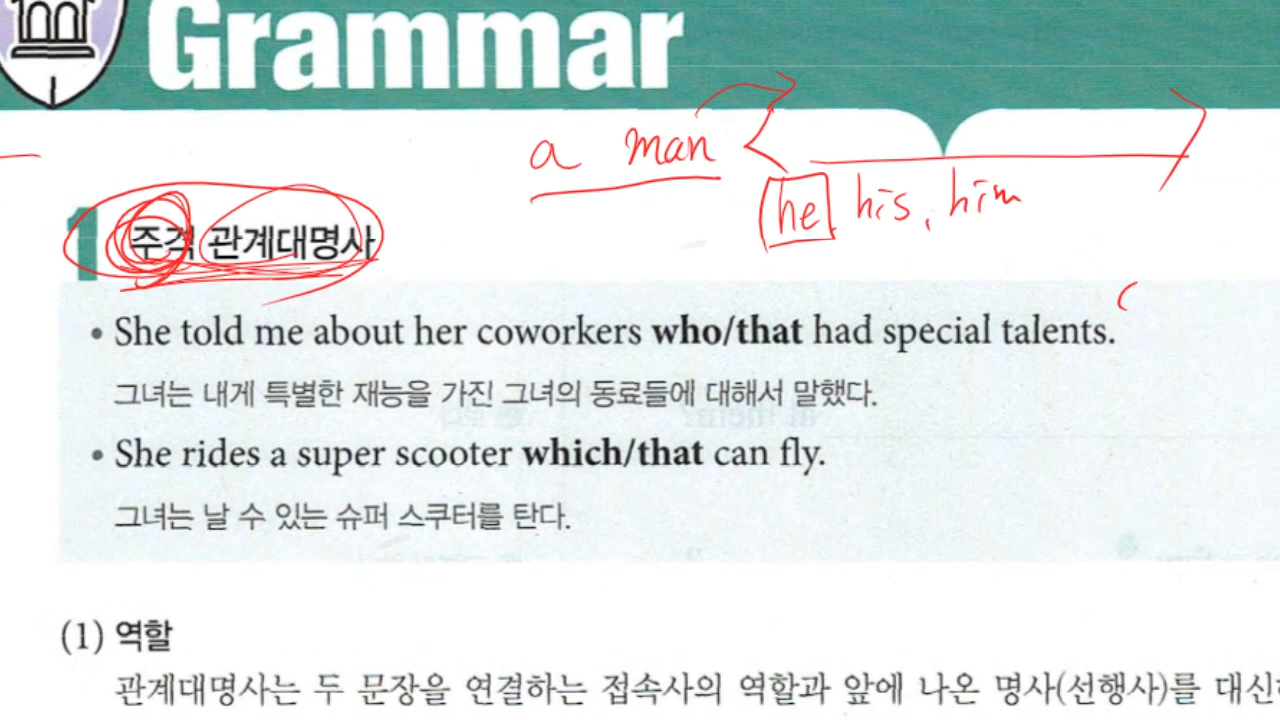 Grammar
a man
he, his, him
1 주격 관계대명사
• She told me about her coworkers who/that had special talents.
그녀는 내게 특별한 재능을 가진 그녀의 동료들에 대해서 말했다.
• She rides a super scooter which/that can fly.
그녀는 날 수 있는 슈퍼 스쿠터를 탄다.
(1) 역할
관계대명사는 두 문장을 연결하는 접속사의 역할과 앞에 나온 명사(선행사)를